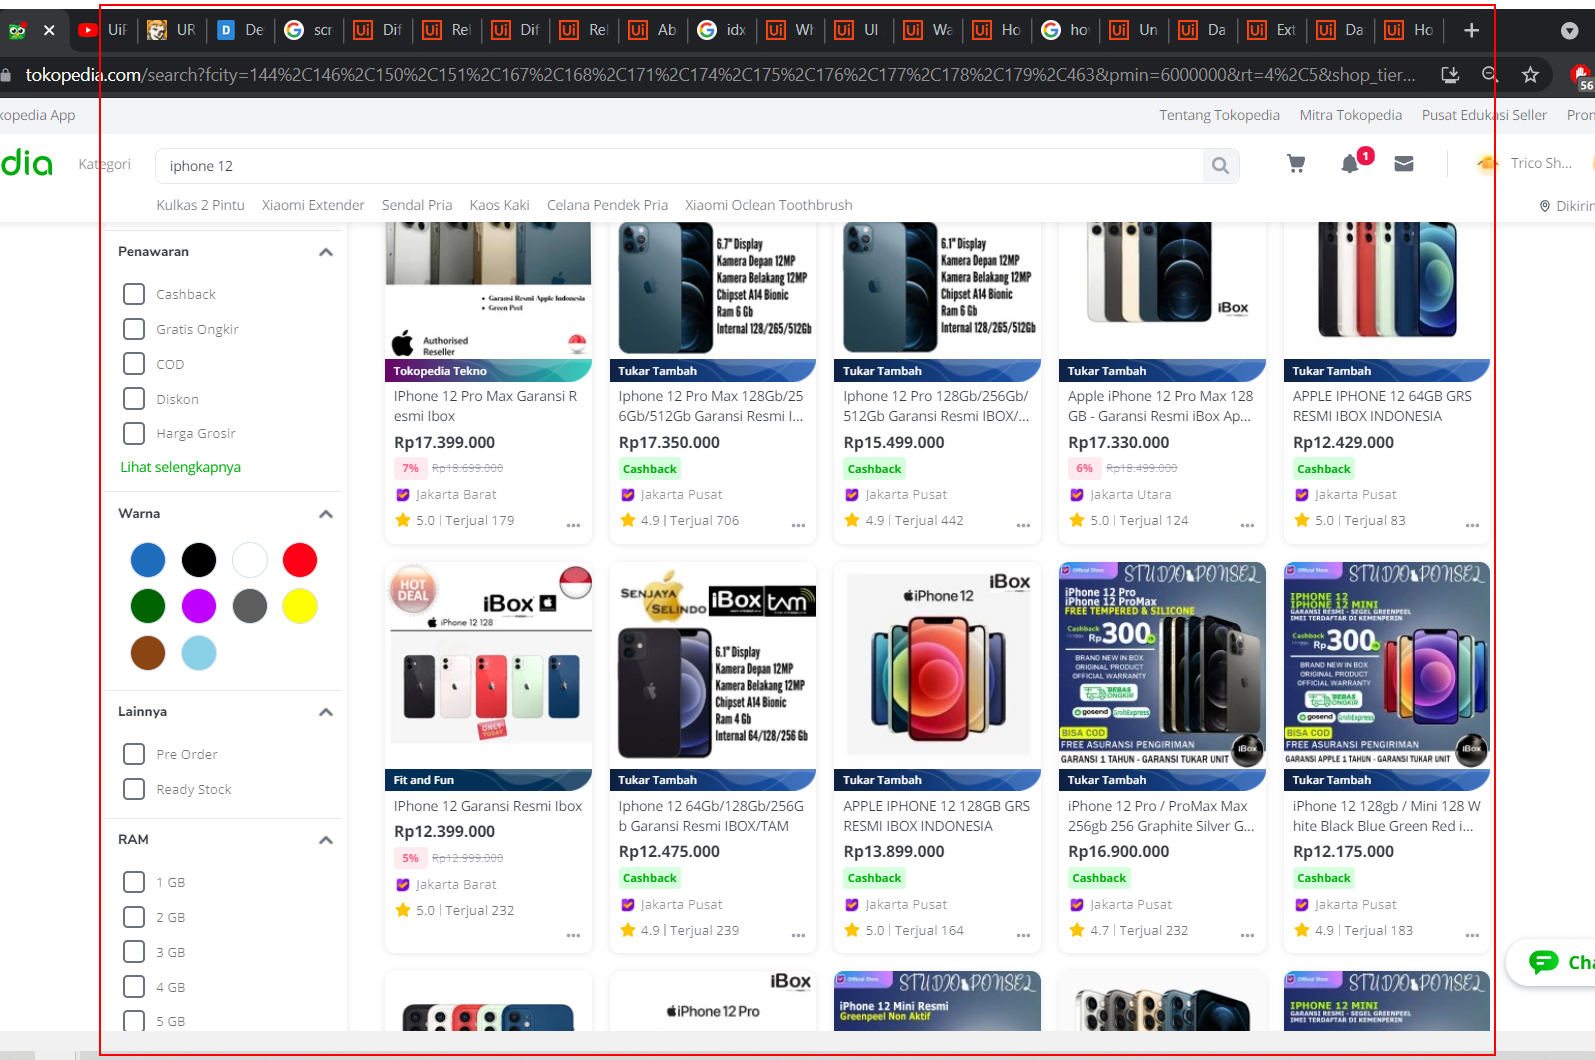 UiP
UR
De
scr
Dif
Rel
Dif
Rel
Ab
idx
Wh
UI
Wa
Ho
ho
Un
Da
Ext
Da
Ho
tokopedia.com/search?fcity=144%2C146%2C150%2C151%2C167%2C168%2C171%2C174%2C175%2C176%2C177%2C178%2C179%2C463&pmin=6000000&rt=4%2C5&shop_tier...
56
kopedia App
Tentang Tokopedia
Mitra Tokopedia
Pusat Edukasi Seller
Pron
dia
Kategori
iphone 12
1
Trico Sh...
Kulkas 2 Pintu
Xiaomi Extender
Sendal Pria
Kaos Kaki
Celana Pendek Pria
Xiaomi Oclean Toothbrush
Dikirin
Penawaran
Cashback
Gratis Ongkir
COD
Diskon
Harga Grosir
Lihat selengkapnya
Warna
Lainnya
Pre Order
Ready Stock
RAM
1 GB
2 GB
3 GB
4 GB
5 GB
• Garansi Resmi Apple Indonesia
• Green Peel
Authorised
Reseller
Tokopedia Tekno
IPhone 12 Pro Max Garansi R
esmi Ibox
Rp17.399.000
7% Rp18.699.000
Jakarta Barat
5.0 | Terjual 179
6.7" Display
Kamera Depan 12MP
Kamera Belakang 12MP
Chipset A14 Bionic
Ram 6 Gb
Internal 128/265/512Gb
Tukar Tambah
Iphone 12 Pro Max 128Gb/25
6Gb/512Gb Garansi Resmi I...
Rp17.350.000
Cashback
Jakarta Pusat
4.9 | Terjual 706
6.1" Display
Kamera Depan 12MP
Kamera Belakang 12MP
Chipset A14 Bionic
Ram 6 Gb
Internal 128/265/512Gb
Tukar Tambah
Iphone 12 Pro 128Gb/256Gb/
512Gb Garansi Resmi IBOX/...
Rp15.499.000
Cashback
Jakarta Pusat
4.9 | Terjual 442
iBox
Tukar Tambah
Apple iPhone 12 Pro Max 128
GB - Garansi Resmi iBox Ap...
Rp17.330.000
6% Rp18.499.000
Jakarta Utara
5.0 | Terjual 124
Tukar Tambah
APPLE IPHONE 12 64GB GRS
RESMI IBOX INDONESIA
Rp12.429.000
Cashback
Jakarta Pusat
5.0 | Terjual 83
HOT
DEAL
iBox
iPhone 12 128
ONLY
TODAY
Fit and Fun
IPhone 12 Garansi Resmi Ibox
Rp12.399.000
5% Rp12.999.000
Jakarta Barat
5.0 | Terjual 232
SENJAYA
SELINDO
iBox
tam
6.1" Display
Kamera Depan 12MP
Kamera Belakang 12MP
Chipset A14 Bionic
Ram 4 Gb
Internal 64/128/256 Gb
Tukar Tambah
Iphone 12 64Gb/128Gb/256G
b Garansi Resmi IBOX/TAM
Rp12.475.000
Cashback
Jakarta Pusat
4.9 | Terjual 239
iBox
iPhone 12
Tukar Tambah
APPLE IPHONE 12 128GB GRS
RESMI IBOX INDONESIA
Rp13.899.000
Cashback
Jakarta Pusat
5.0 | Terjual 164
Official Store
STUDIO PONSEL
iPhone 12 Pro
iPhone 12 ProMax
FREE TEMPERED & SILICONE
Cashback
Rp 300
BRAND NEW IN BOX
ORIGINAL PRODUCT
OFFICIAL WARRANTY
BEBAS
ONGKIR
gosend GrabExpress
BISA COD
FREE ASURANSI PENGIRIMAN
GARANSI 1 TAHUN - GARANSI TUKAR UNIT
iBox
Tukar Tambah
iPhone 12 Pro / ProMax Max
256gb 256 Graphite Silver G...
Rp16.900.000
Cashback
Jakarta Pusat
4.7 | Terjual 232
Official Store
STUDIO PONSEL
IPHONE 12
IPHONE 12 MINI
GARANSI RESMI - SEGEL GREENPEEL
IMEI TERDAFTAR DI KEMENPERIN
Cashback
Rp 300
BRAND NEW IN BOX
ORIGINAL PRODUCT
OFFICIAL WARRANTY
BEBAS
ONGKIR
gosend GrabExpress
BISA COD
FREE ASURANSI PENGIRIMAN
GARANSI APPLE 1 TAHUN - GARANSI TUKAR UNIT
iBox
Tukar Tambah
iPhone 12 128gb / Mini 128 W
hite Black Blue Green Red i...
Rp12.175.000
Cashback
Jakarta Pusat
4.9 | Terjual 183
iBox
iPhone 12 Pro
Official Store
STUDIO PONSEL
iPhone 12 Mini Resmi
Greenpeel Non Aktif
Official Store
STUDIO PONSEL
IPHONE 12 MINI
GARANSI RESMI - SEGEL GREENPEEL
IMEI TERDAFTAR DI KEMENPERIN
Cha